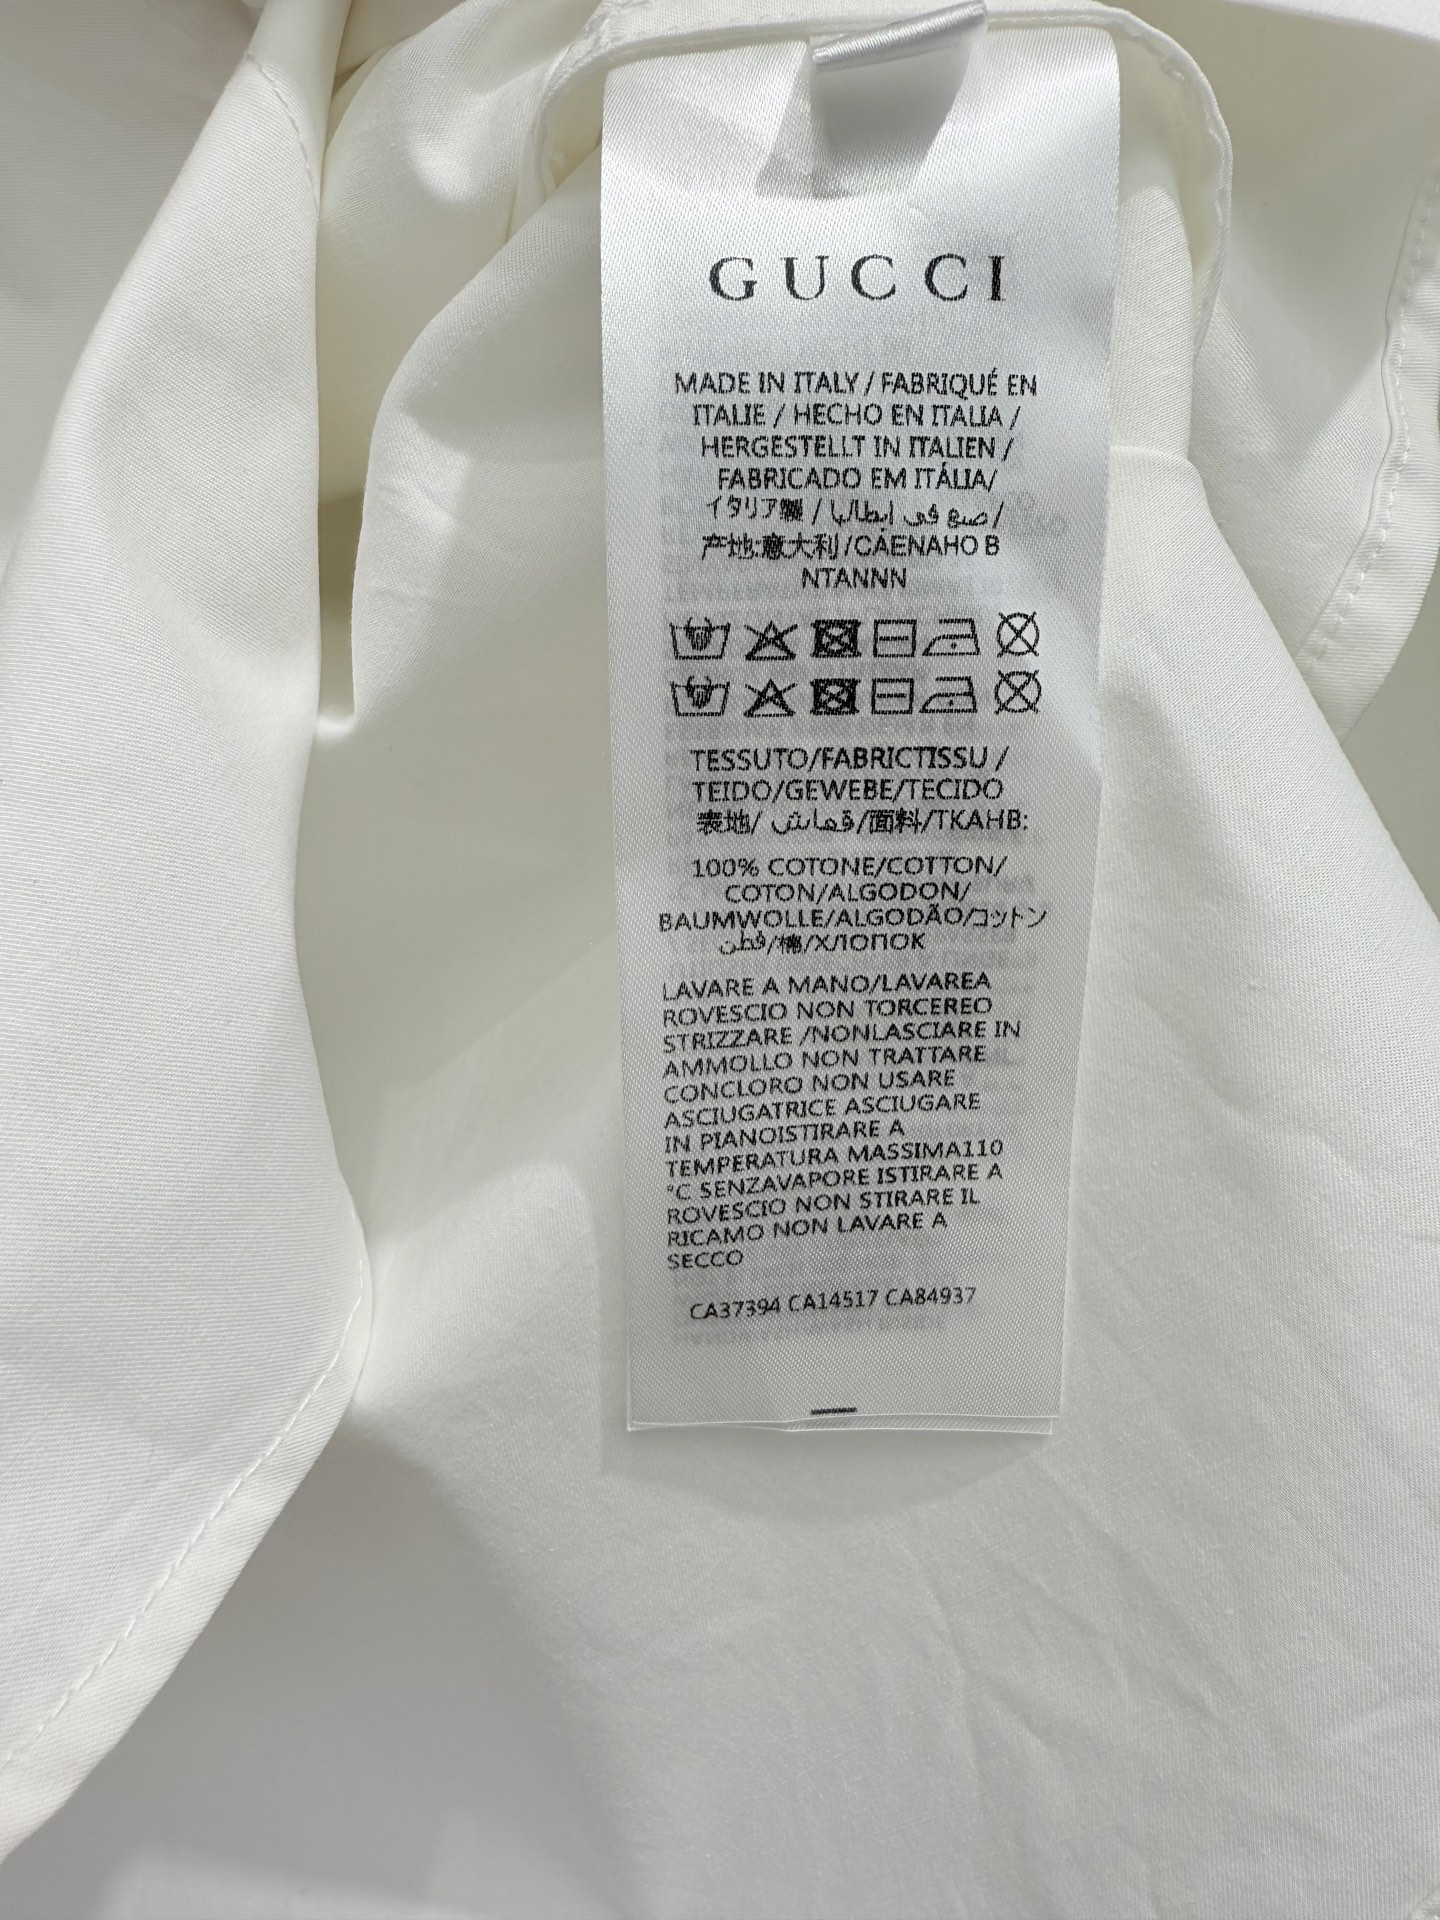 GUCCI
MADE IN ITALY / FABRIQUÉ EN
ITALIE / HECHO EN ITALIA /
HERGESTELLT IN ITALIEN /
FABRICADO EM ITÁLIA/
イタリア製 / صنع في إيطاليا /
产地:意大利/CAENAHO B
NTANNN
TESSUTO/FABRICTISSU /
TEIDO/GEWEBE/TECIDO
表地/ قماش/面料/TKAHB:
100% COTONE/COTTON/
COTON/ALGODON/
BAUMWOLLE/ALGODÃO/コットン
قطن/棉/ХЛОПОК
LAVARE A MANO/LAVAREA
ROVESCIO NON TORCEREO
STRIZZARE /NONLASCIARE IN
AMMOLLO NON TRATTARE
CONCLORO NON USARE
ASCIUGATRICE ASCIUGARE
IN PIANOISTIRARE A
TEMPERATURA MASSIMA110
°C SENZAVAPORE ISTIRARE A
ROVESCIO NON STIRARE IL
RICAMO NON LAVARE A
SECCO
CA37394 CA14517 CA84937